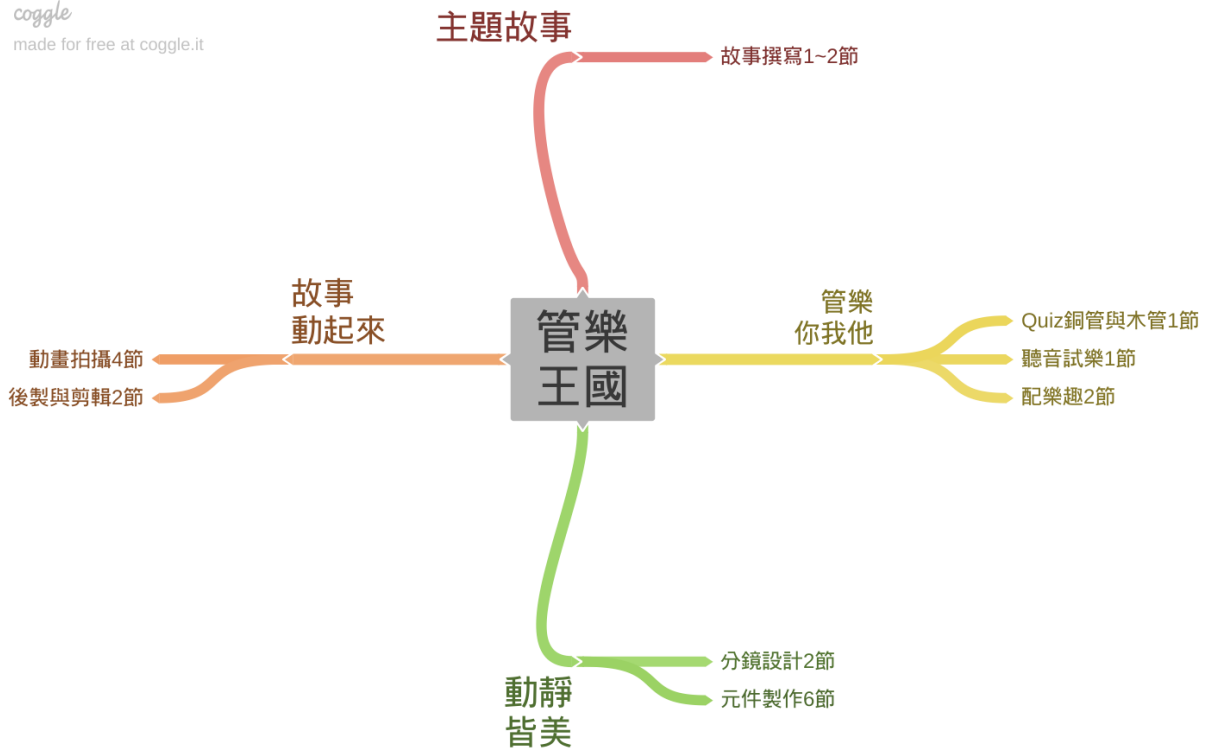 coggle
made for free at coggle.it
主題故事
故事撰寫1~2節
管樂
王國
管樂
你我他
Quiz銅管與木管1節
聽音試樂1節
配樂趣2節
動靜
皆美
分鏡設計2節
元件製作6節
故事
動起來
動畫拍攝4節
後製與剪輯2節